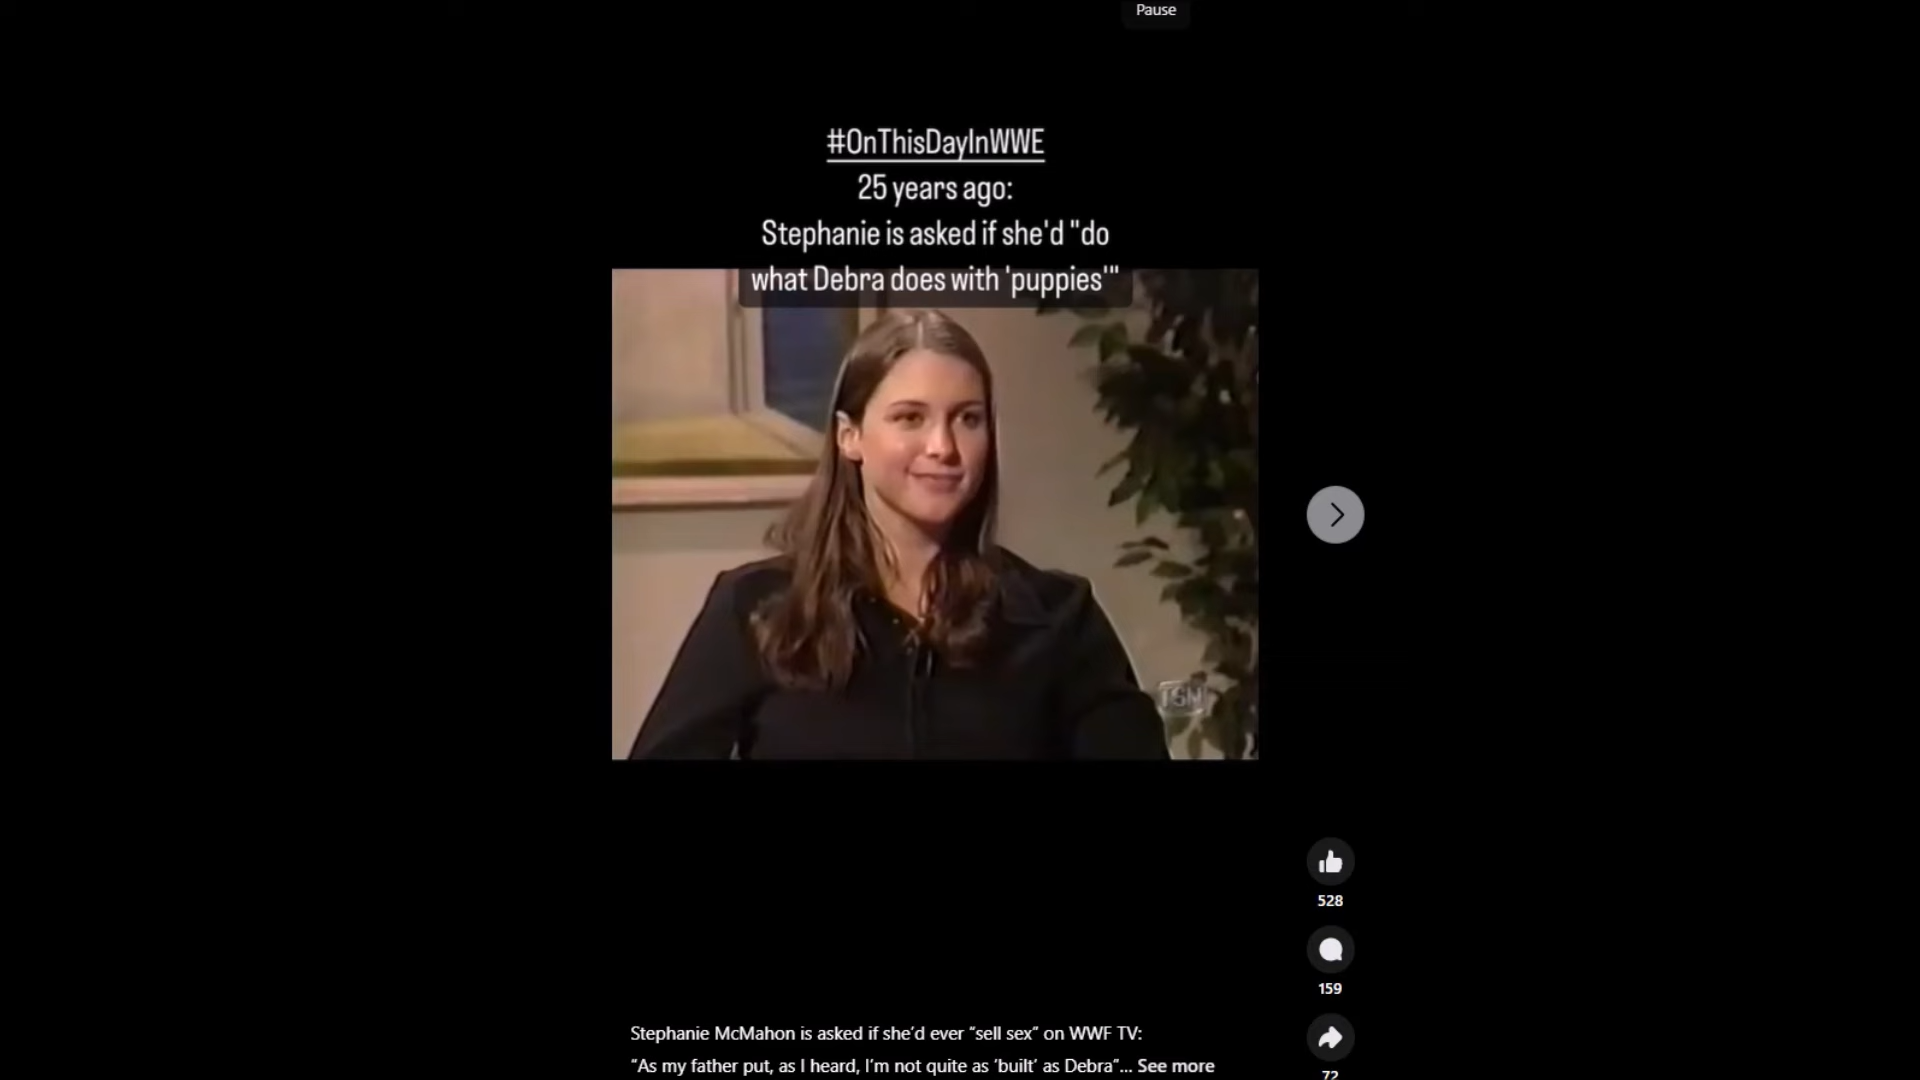 Pause
#OnThisDayInWWE
25 years ago:
Stephanie is asked if she'd "do
what Debra does with 'puppies'"
TSN
528
159
Stephanie McMahon is asked if she’d ever “sell sex” on WWF TV:
“As my father put, as I heard, I’m not quite as ‘built’ as Debra”... See more
72